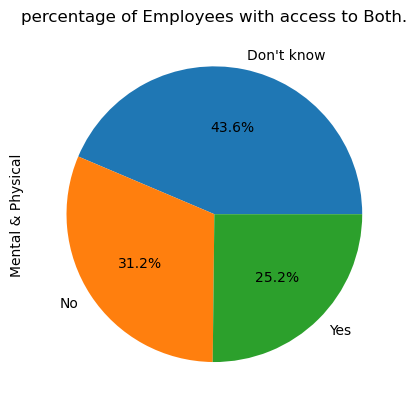 percentage of Employees with access to Both.
Don't know
43.6%
Mental & Physical
31.2%
25.2%
No
Yes